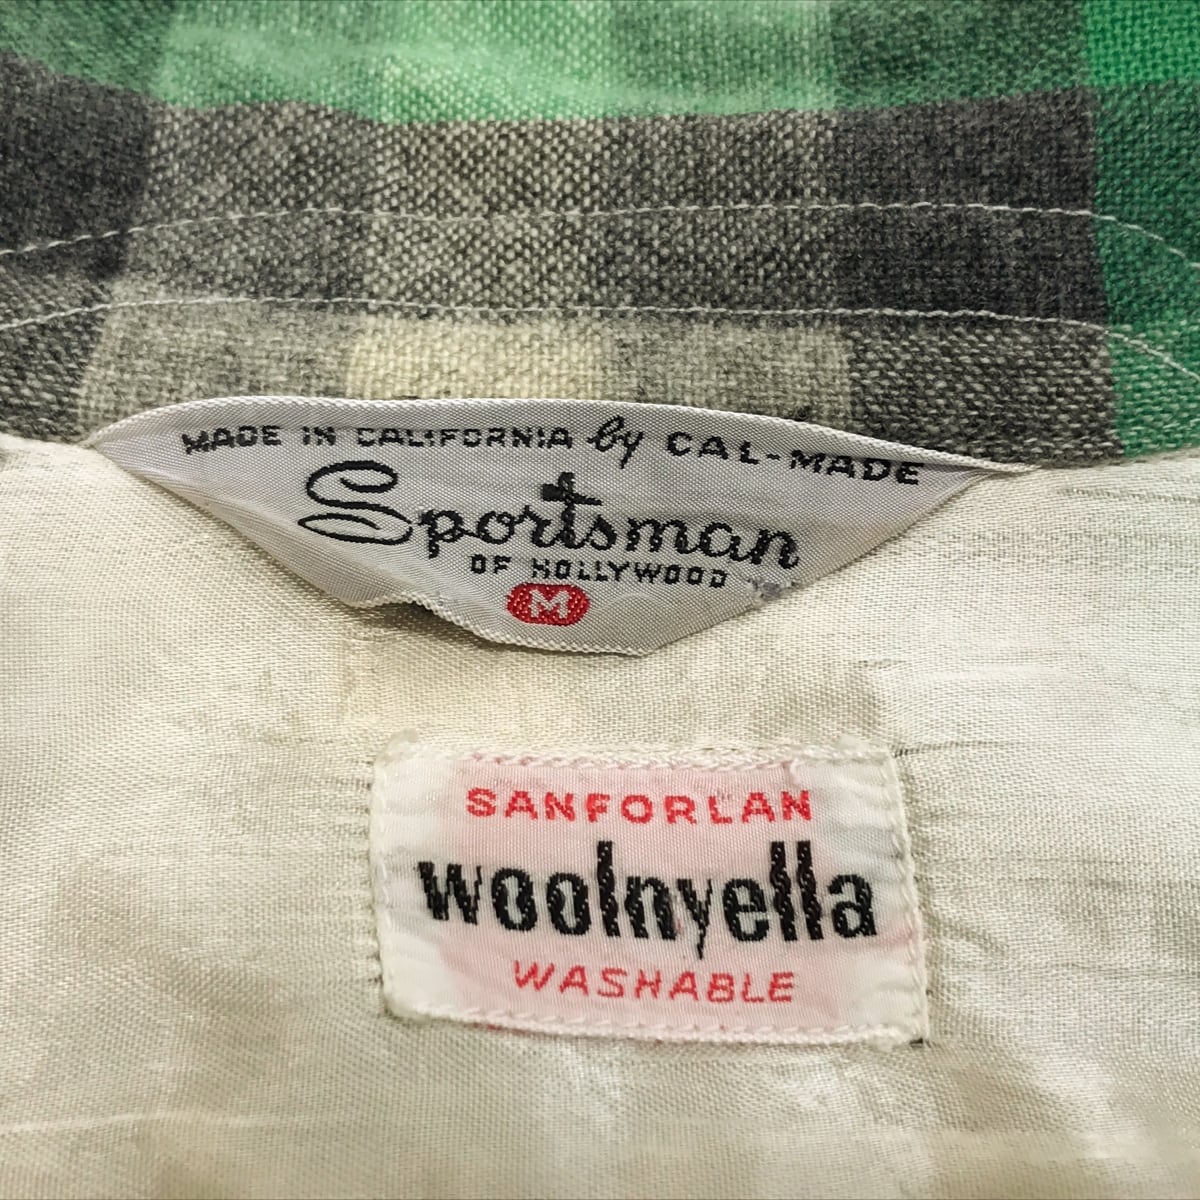 MADE IN CALIFORNIA by CAL-MADE
Sportsman
OF HOLLYWOOD
M
SANFORLAN
woolnyella
WASHABLE